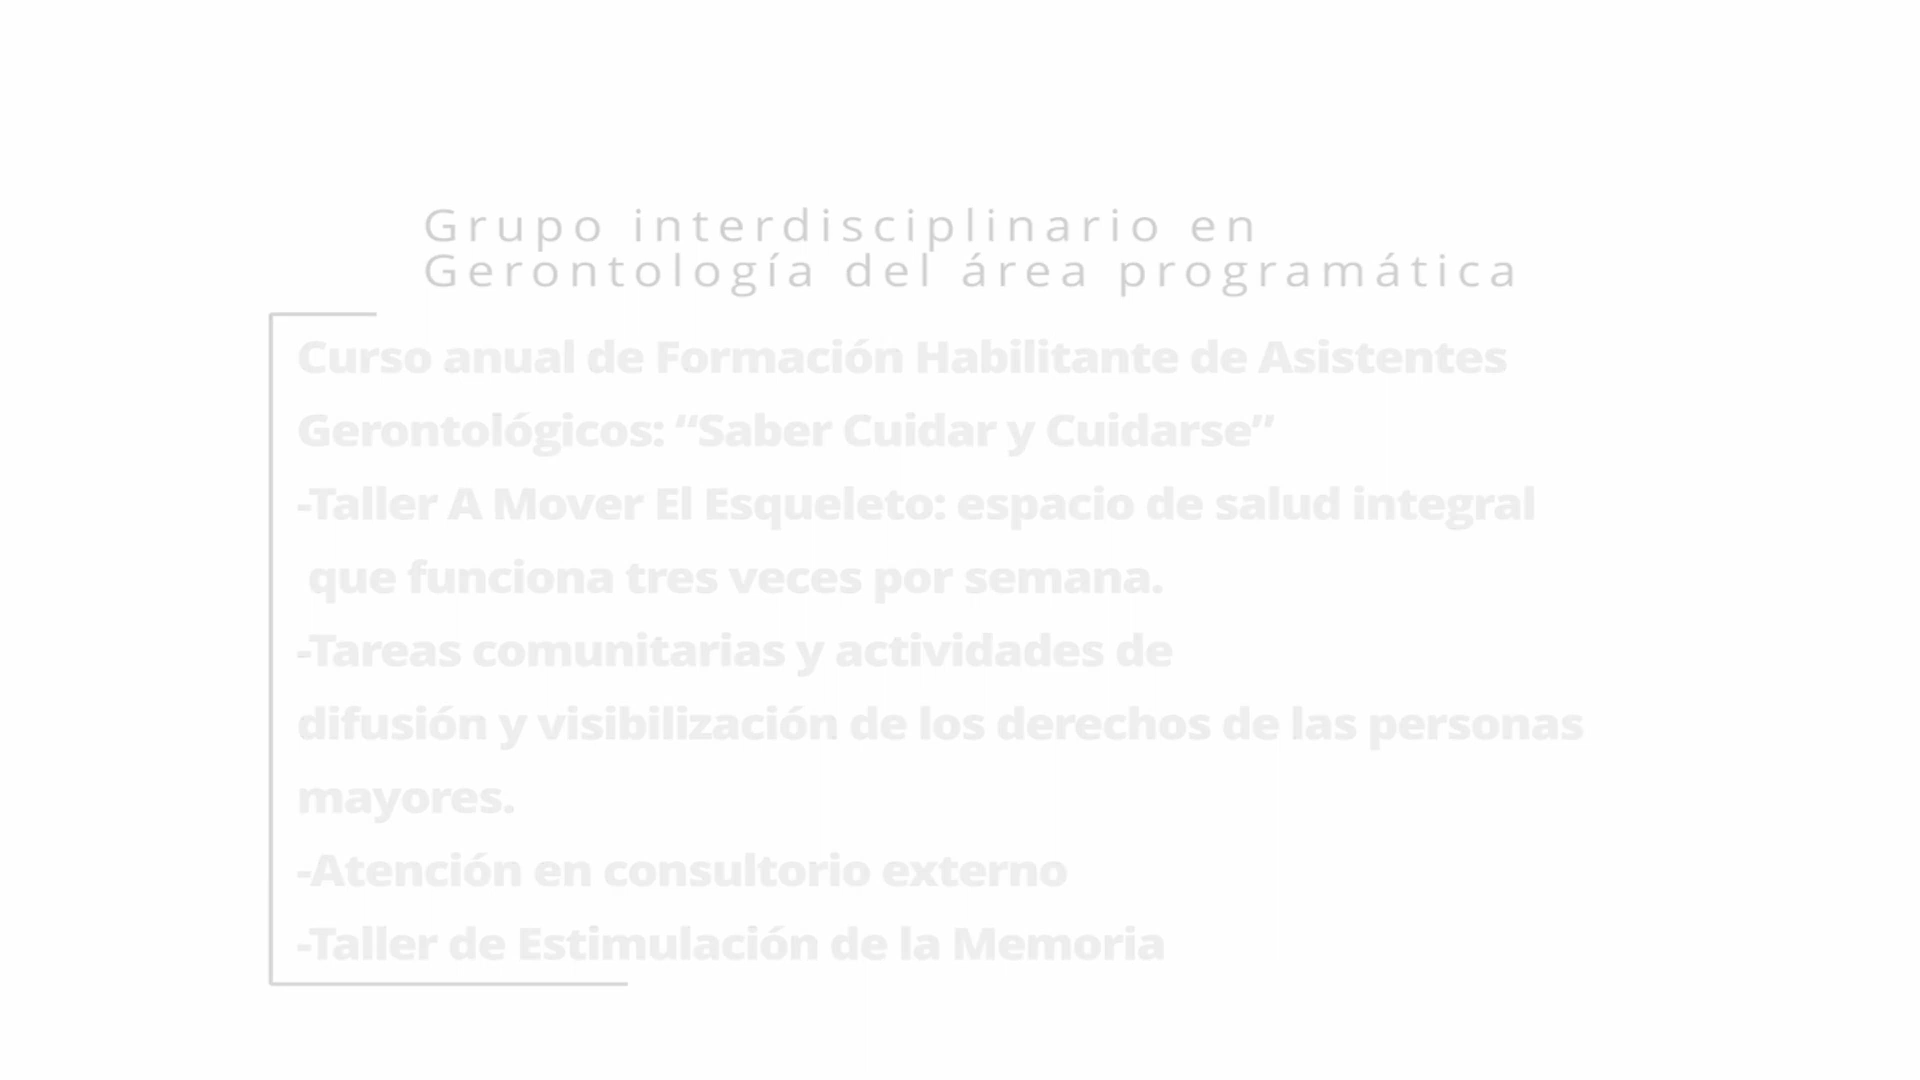 Grupo interdisciplinario en
Gerontología del área programática
Curso anual de Formación Habilitante de Asistentes
Gerontológicos: “Saber Cuidar y Cuidarse”
-Taller A Mover El Esqueleto: espacio de salud integral
que funciona tres veces por semana.
-Tareas comunitarias y actividades de
difusión y visibilización de los derechos de las personas
mayores.
-Atención en consultorio externo
-Taller de Estimulación de la Memoria